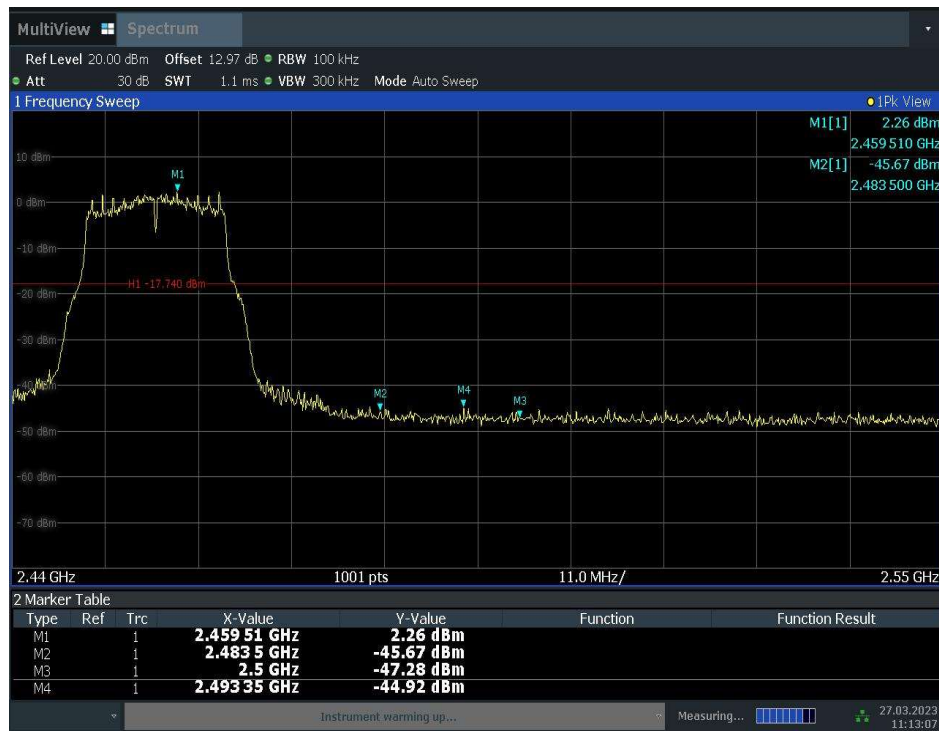 MultiView Spectrum
Ref Level 20.00 dBm Offset 12.97 dB RBW 100 kHz
Att 30 dB SWT 1.1 ms VBW 300 kHz Mode Auto Sweep
1 Frequency Sweep 1Pk View
M1[1] 2.26 dBm
2.459 510 GHz
M2[1] -45.67 dBm
2.483 500 GHz
10 dBm
M1
0 dBm
-10 dBm
H1 -17.740 dBm
-20 dBm
-30 dBm
-40 dBm
M2 M4 M3
-50 dBm
-60 dBm
-70 dBm
2.44 GHz 1001 pts 11.0 MHz/ 2.55 GHz
2 Marker Table
Type Ref Trc X-Value Y-Value Function Function Result
M1 1 2.459 51 GHz 2.26 dBm
M2 1 2.483 5 GHz -45.67 dBm
M3 1 2.5 GHz -47.28 dBm
M4 1 2.493 35 GHz -44.92 dBm
Instrument warming up... Measuring... 27.03.2023
11:13:07